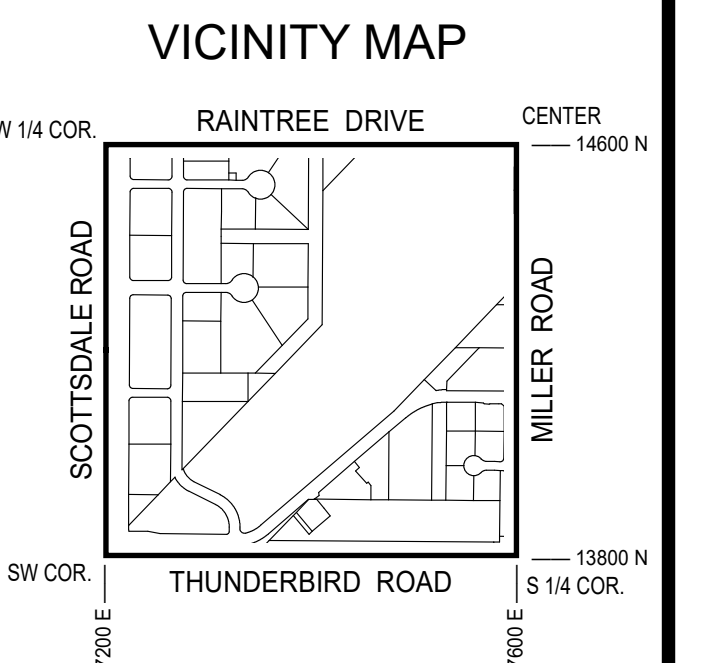 VICINITY MAP
RAINTREE DRIVE
CENTER
1/4 COR.
14600 N
SCOTTSDALE ROAD
MILLER ROAD
SW COR.
THUNDERBIRD ROAD
13800 N
S 1/4 COR.
7200 E
7600 E